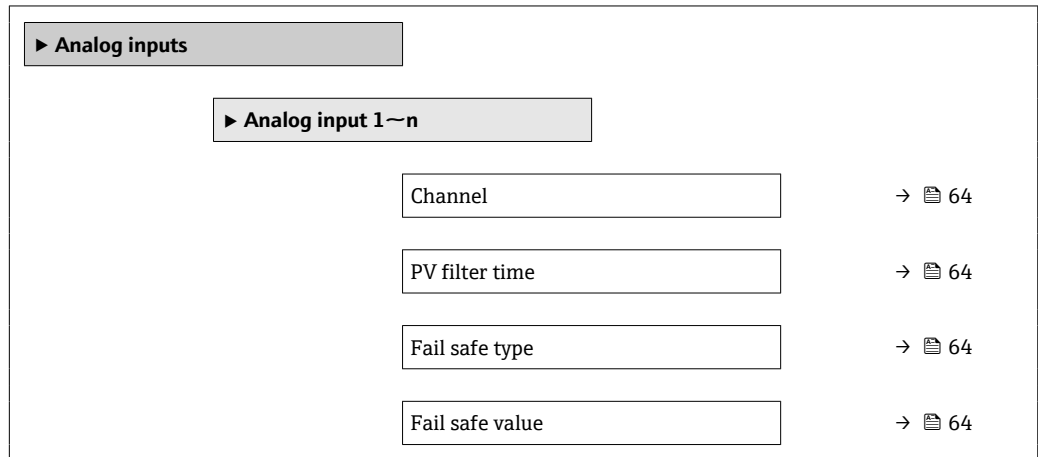 ▶ Analog inputs
▶ Analog input 1∼n
Channel → 64
PV filter time → 64
Fail safe type → 64
Fail safe value → 64